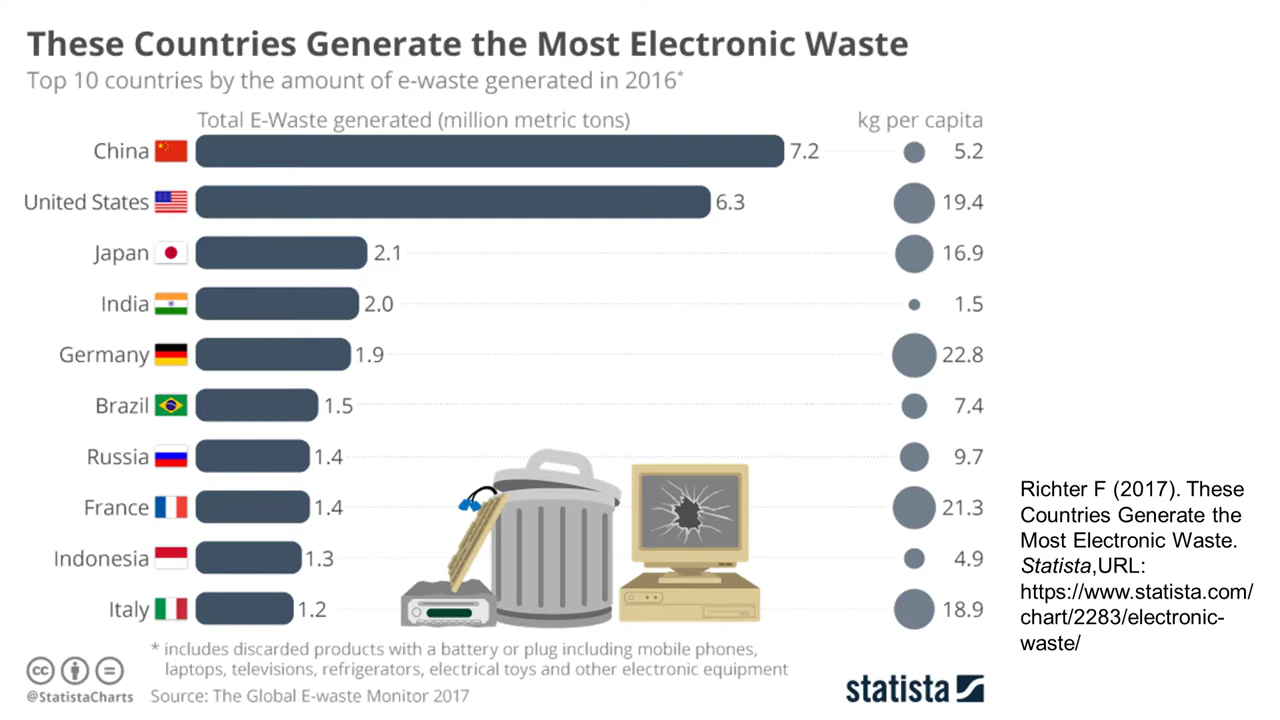 These Countries Generate the Most Electronic Waste
Top 10 countries by the amount of e-waste generated in 2016*
Total E-Waste generated (million metric tons) kg per capita
China 7.2 5.2
United States 6.3 19.4
Japan 2.1 16.9
India 2.0 1.5
Germany 1.9 22.8
Brazil 1.5 7.4
Russia 1.4 9.7
France 1.4 21.3
Indonesia 1.3 4.9
Italy 1.2 18.9
* includes discarded products with a battery or plug including mobile phones,
laptops, televisions, refrigerators, electrical toys and other electronic equipment
cc
@StatistaCharts Source: The Global E-waste Monitor 2017
statista
Richter F (2017). These
Countries Generate the
Most Electronic Waste.
Statista,URL:
https://www.statista.com/
chart/2283/electronic-
waste/